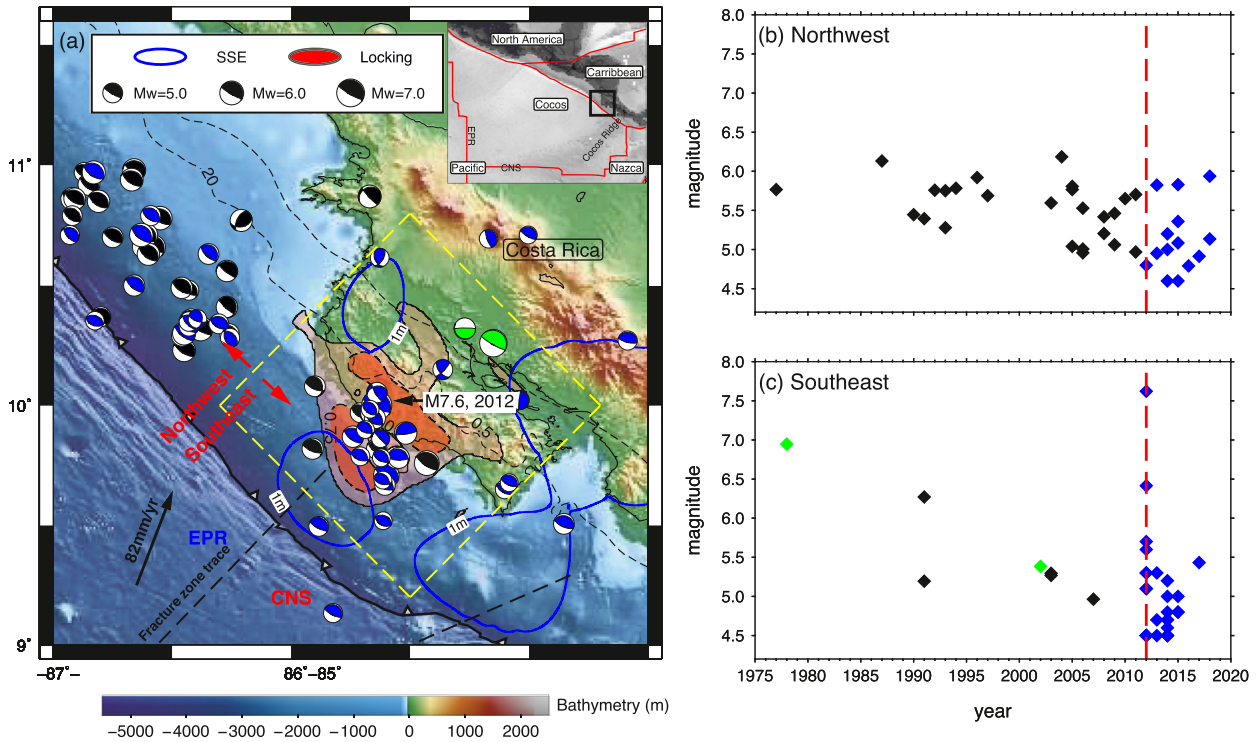 (a)
SSE
Locking
Mw=5.0
Mw=6.0
Mw=7.0
North America
Carribbean
Cocos
EPR
Cocos Ridge
CNS
Pacific
Nazca
11°
10°
9°
20
Costa Rica
1m
M7.6, 2012
0.5
1m
1m
Northwest
Southeast
82mm/yr
EPR
Fracture zone trace
CNS
−87°
86°
−85°
Bathymetry (m)
−5000 −4000 −3000 −2000 −1000 0 1000 2000
(b) Northwest
magnitude
8.0
7.5
7.0
6.5
6.0
5.5
5.0
4.5
(c) Southeast
magnitude
8.0
7.5
7.0
6.5
6.0
5.5
5.0
4.5
1975 1980 1985 1990 1995 2000 2005 2010 2015 2020
year